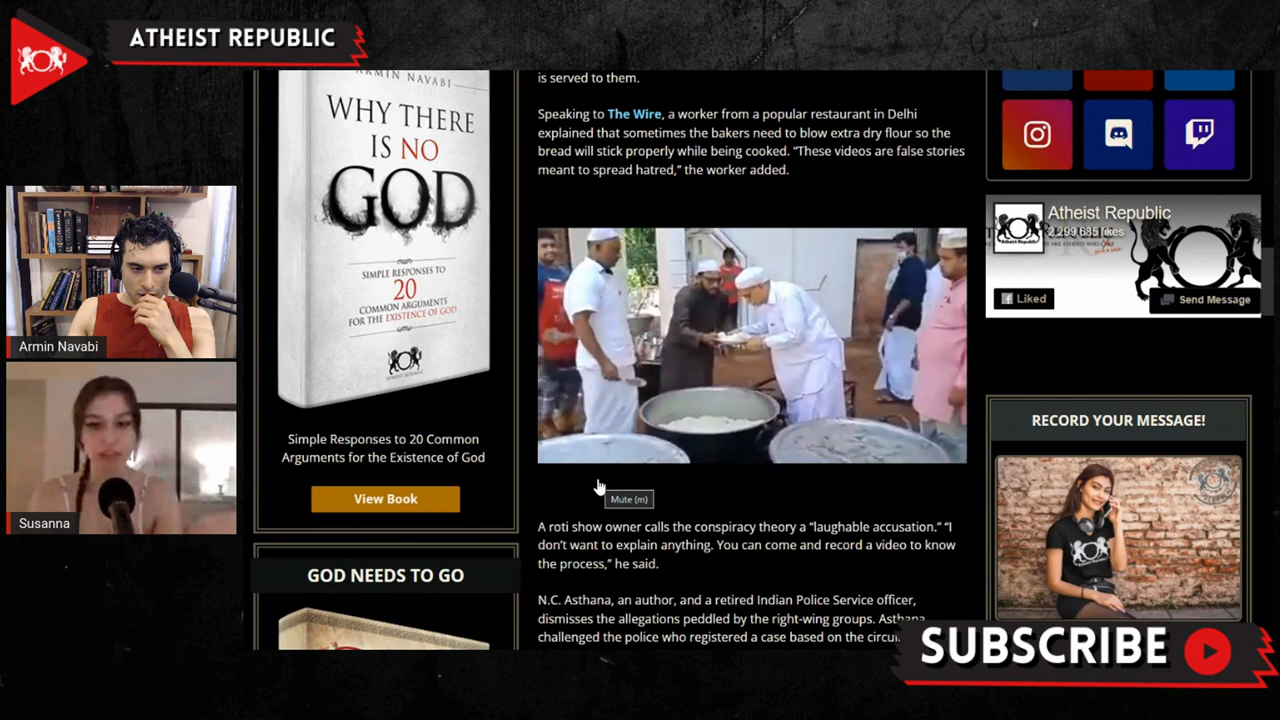 ATHEIST REPUBLIC
Armin Navabi
Susanna
ARMIN NAVABI
WHY THERE
IS NO
GOD
SIMPLE RESPONSES TO
20
COMMON ARGUMENTS
FOR THE EXISTENCE OF GOD
Simple Responses to 20 Common
Arguments for the Existence of God
View Book
GOD NEEDS TO GO
is served to them.
Speaking to The Wire, a worker from a popular restaurant in Delhi
explained that sometimes the bakers need to blow extra dry flour so the
bread will stick properly while being cooked. “These videos are false stories
meant to spread hatred,” the worker added.
Mute (m)
A roti show owner calls the conspiracy theory a “laughable accusation.” “I
don’t want to explain anything. You can come and record a video to know
the process,” he said.
N.C. Asthana, an author, and a retired Indian Police Service officer,
dismisses the allegations peddled by the right-wing groups. Asthana
challenged the police who registered a case based on the
Atheist Republic
2,299,685 likes
Liked
Send Message
RECORD YOUR MESSAGE!
SUBSCRIBE